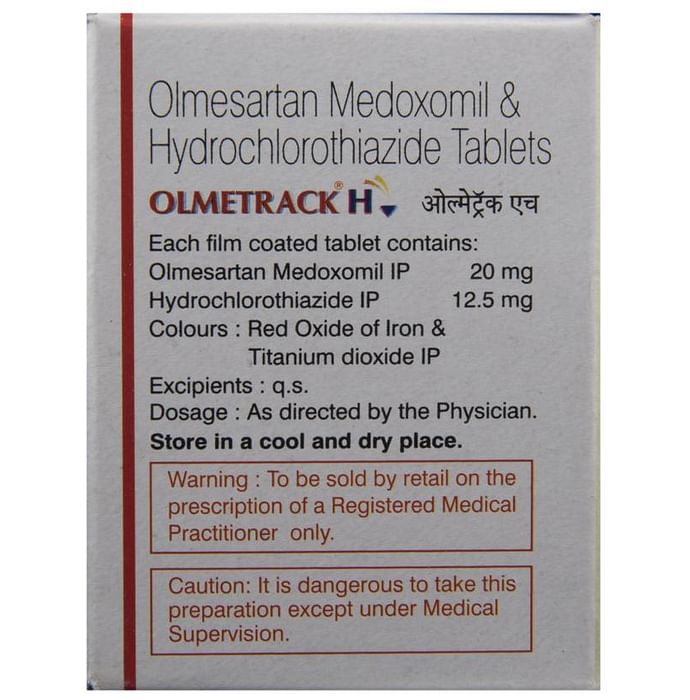 Olmesartan Medoxomil &
Hydrochlorothiazide Tablets
OLMETRACK® H ओल्मेट्रॅक एच
Each film coated tablet contains:
Olmesartan Medoxomil IP 20 mg
Hydrochlorothiazide IP 12.5 mg
Colours : Red Oxide of Iron &
Titanium dioxide IP
Excipients : q.s.
Dosage : As directed by the Physician.
Store in a cool and dry place.
Warning : To be sold by retail on the
prescription of a Registered Medical
Practitioner only.
Caution: It is dangerous to take this
preparation except under Medical
Supervision.